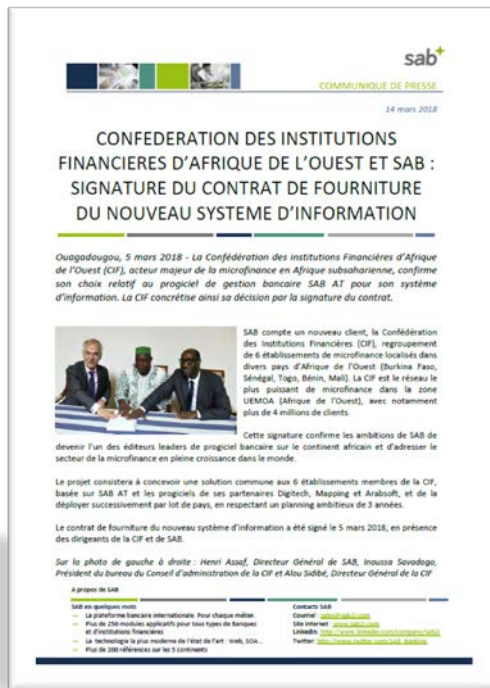 sab+
COMMUNIQUE DE PRESSE
14 mars 2018
CONFEDERATION DES INSTITUTIONS
FINANCIERES D'AFRIQUE DE L'OUEST ET SAB :
SIGNATURE DU CONTRAT DE FOURNITURE
DU NOUVEAU SYSTEME D'INFORMATION
Ouagadougou, 5 mars 2018 - La Confédération des institutions Financières d'Afrique
de l'Ouest (CIF), acteur majeur de la microfinance en Afrique subsaharienne, confirme
son choix relatif au progiciel de gestion bancaire SAB AT pour son système
d'information. La CIF concrétise ainsi sa décision par la signature du contrat.
SAB compte un nouveau client, la Confédération
des Institutions Financières (CIF), regroupement
de 6 établissements de microfinance localisés dans
divers pays d'Afrique de l'Ouest (Burkina Faso,
Sénégal, Togo, Bénin, Mali). La CIF est le réseau le
plus puissant de microfinance dans la zone
UEMOA (Afrique de l'Ouest), avec notamment
plus de 4 millions de clients.
Cette signature confirme les ambitions de SAB de
devenir l'un des éditeurs leaders de progiciel bancaire sur le continent africain et d'adresser le
secteur de la microfinance en pleine croissance dans le monde.
Le projet consistera à concevoir une solution commune aux 6 établissements membres de la CIF,
basée sur SAB AT et les progiciels de ses partenaires Digitech, Mapping et Arabsoft, et de la
déployer successivement par lot de pays, en respectant un planning ambitieux de 3 années.
Le contrat de fourniture du nouveau système d'information a été signé le 5 mars 2018, en présence
des dirigeants de la CIF et de SAB.
Sur la photo de gauche à droite : Henri Assaf, Directeur Général de SAB, Inoussa Savadogo,
Président du bureau du Conseil d'administration de la CIF et Alou Sidibé, Directeur Général de la CIF
A propos de SAB
SAB en quelques mots
→ La plateforme bancaire internationale. Pour chaque métier.
→ Plus de 250 modules applicatifs pour tous types de Banques
et d'institutions financières
→ La technologie la plus moderne de l'état de l'art : Web, SOA...
→ Plus de 200 références sur les 5 continents
Contacts SAB
Courriel :
Site internet :
LinkedIn:
Twitter: